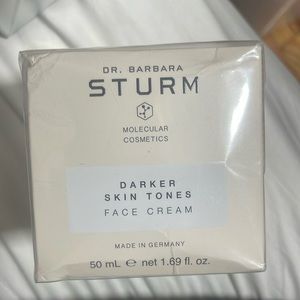 DR. BARBARA
STURM
MOLECULAR
COSMETICS
DARKER
SKIN TONES
FACE CREAM
MADE IN GERMANY
50 mL ℮ net 1.69 fl. oz.